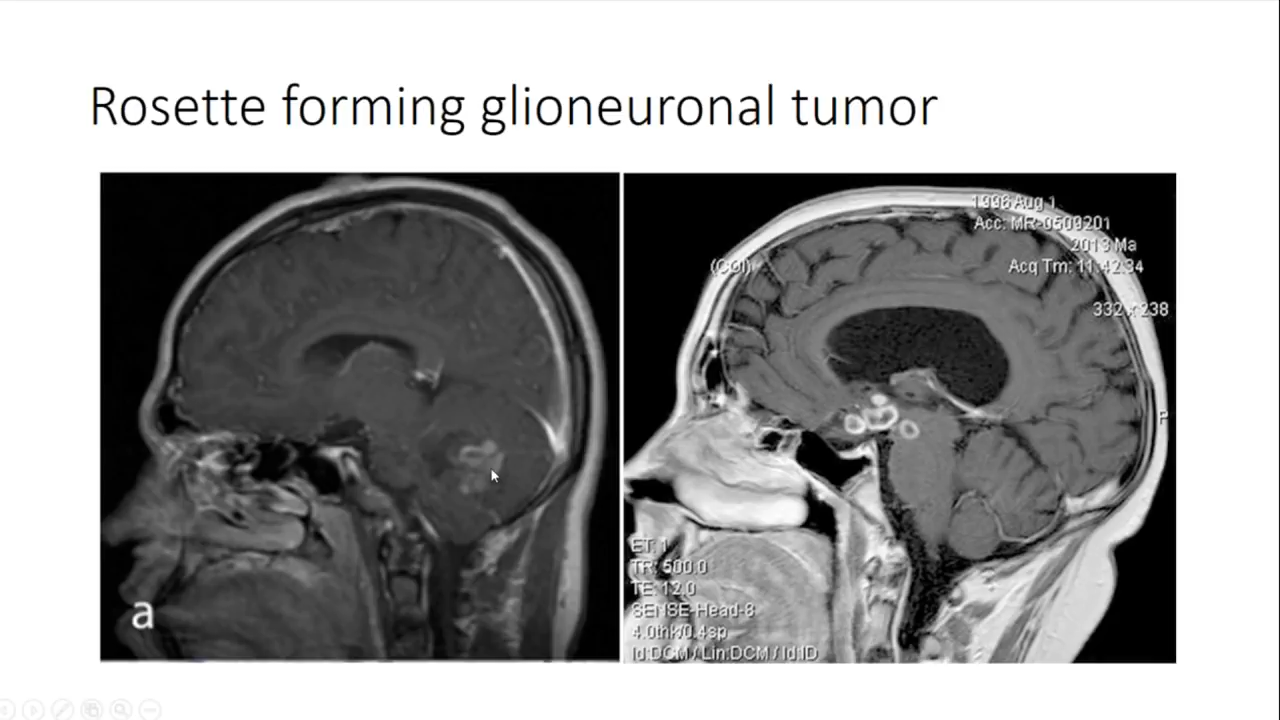 Rosette forming glioneuronal tumor
1996 Aug 1
Acc: MR-0509201
2013 Ma
(COI)
Acq Tm: 11:42:34
332 x 238
P
ET: 1
TR: 500.0
TE: 12.0
SENSE-Head-8
4.0thk/0.4sp
Id:DCM / Lin:DCM / Id:ID
a